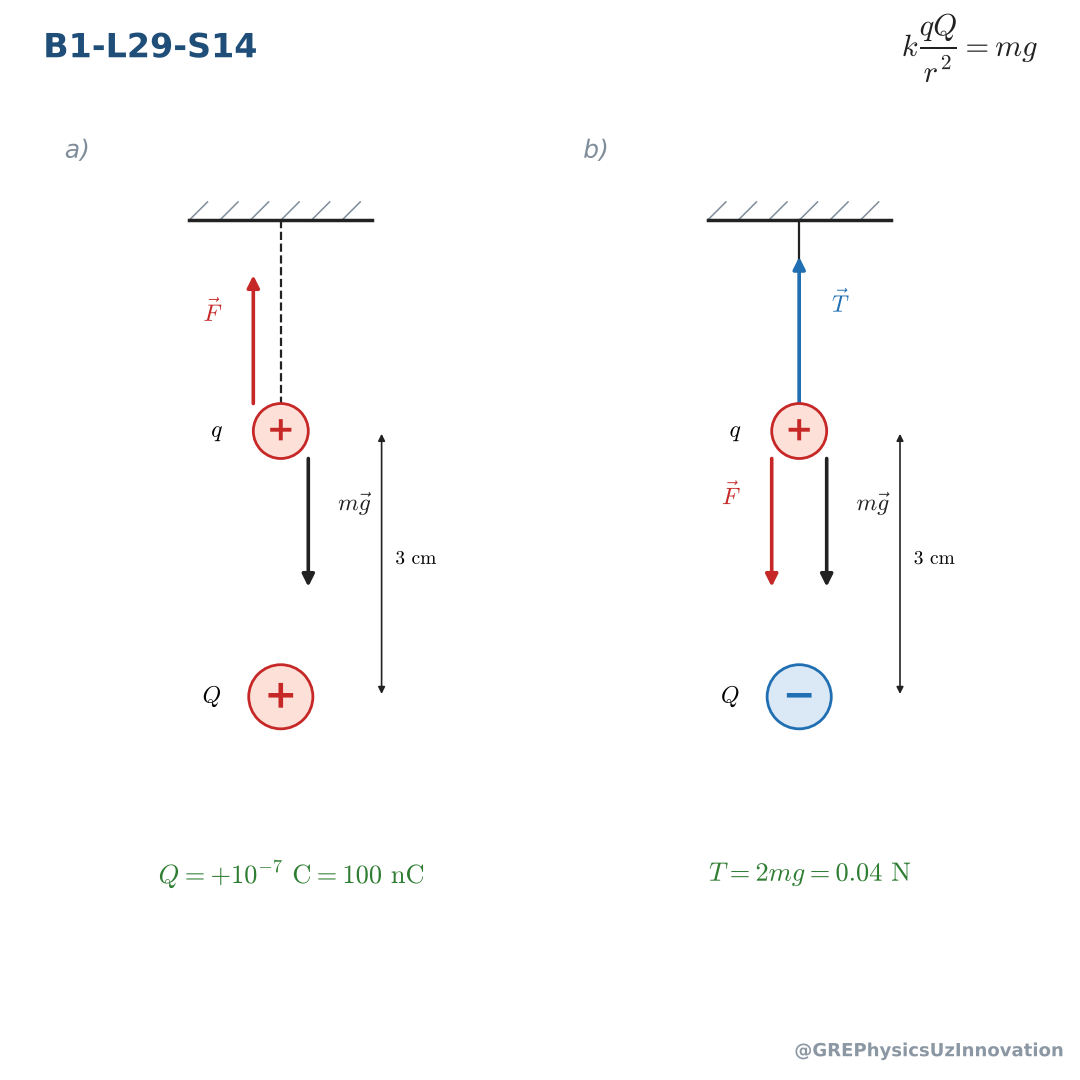 B1-L29-S14
k qQ/r² = mg
a)
b)
F⃗
T⃗
q
+
q
+
mg⃗
F⃗
mg⃗
3 cm
3 cm
Q
+
Q
−
Q = +10⁻⁷ C = 100 nC
T = 2mg = 0.04 N
@GREPhysicsUzInnovation